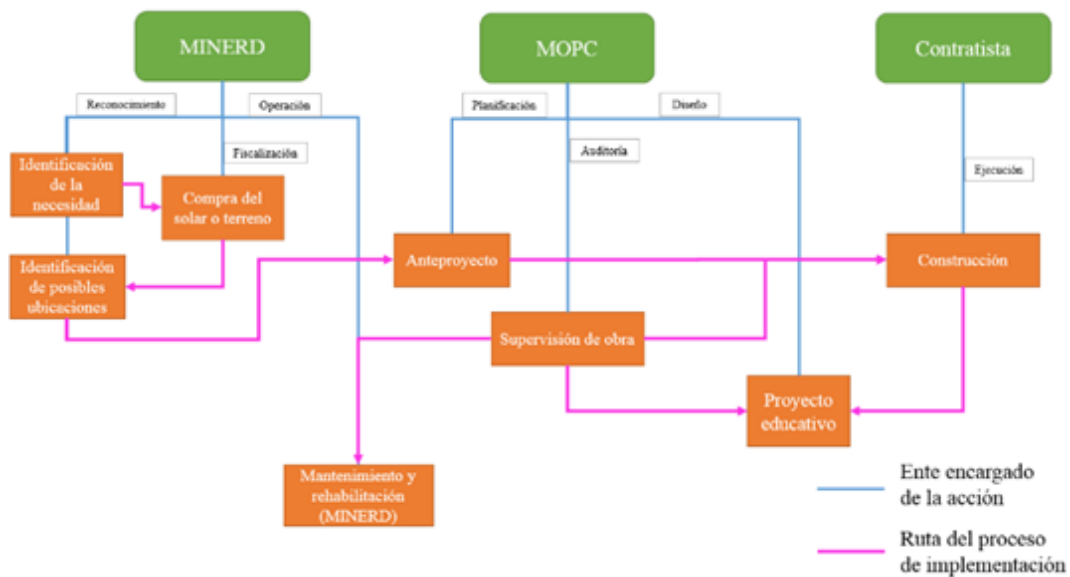 MINERD
MOPC
Contratista
Reconocimiento
Operación
Planificación
Diseño
Fiscalización
Auditoría
Ejecución
Identificación
de la
necesidad
Compra del
solar o terreno
Identificación
de posibles
ubicaciones
Anteproyecto
Construcción
Supervisión de obra
Proyecto
educativo
Mantenimiento y
rehabilitación
(MINERD)
Ente encargado
de la acción
Ruta del proceso
de implementación